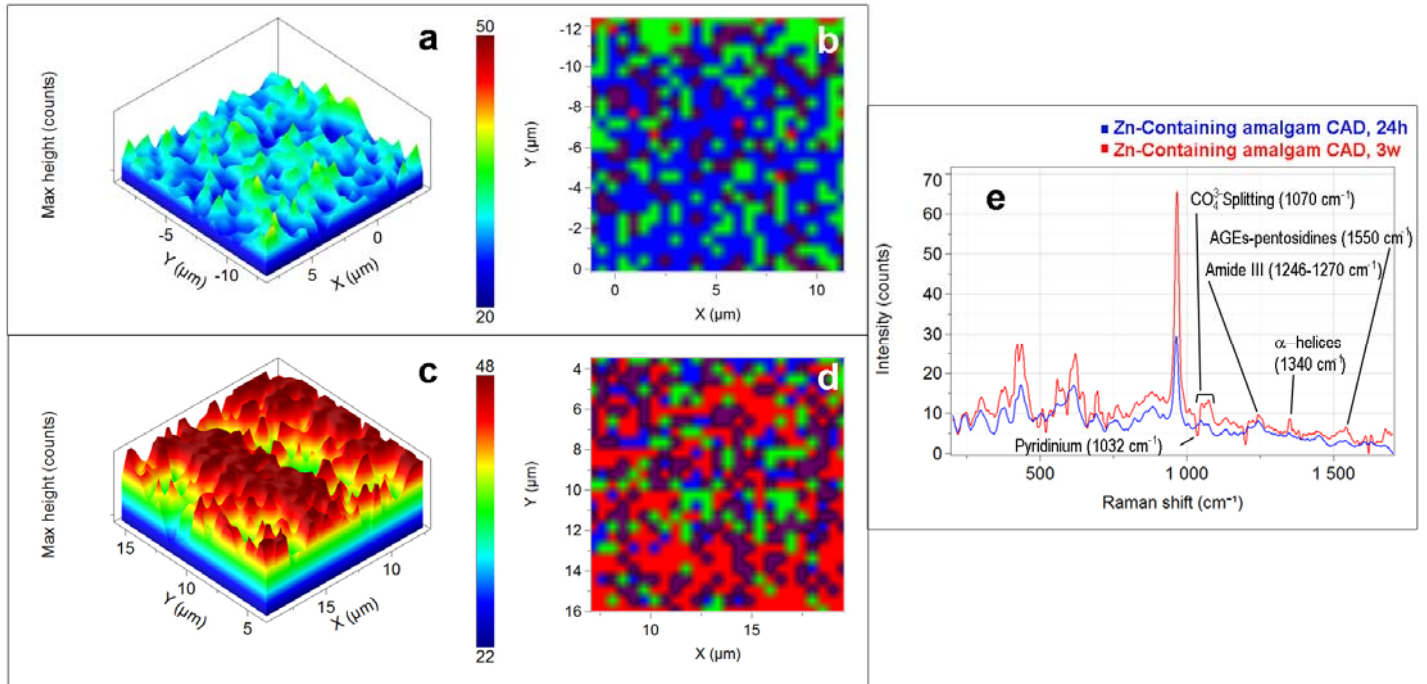 a
50
20
Max height (counts)
-5
-10
Y (µm)
5
0
X (µm)
b
-12
-10
-8
-6
-4
-2
0
Y (µm)
0 5 10
X (µm)
c
48
22
Max height (counts)
15
10
5
Y (µm)
15
10
X (µm)
d
4
6
8
10
12
14
16
Y (µm)
10 15
X (µm)
Zn-Containing amalgam CAD, 24h
Zn-Containing amalgam CAD, 3w
e
70
60
50
40
30
20
10
0
Intensity (counts)
CO₄³⁻Splitting (1070 cm⁻¹)
AGEs-pentosidines (1550 cm⁻¹)
Amide III (1246-1270 cm⁻¹)
α-helices
(1340 cm⁻¹)
Pyridinium (1032 cm⁻¹)
500 1 000 1 500
Raman shift (cm⁻¹)